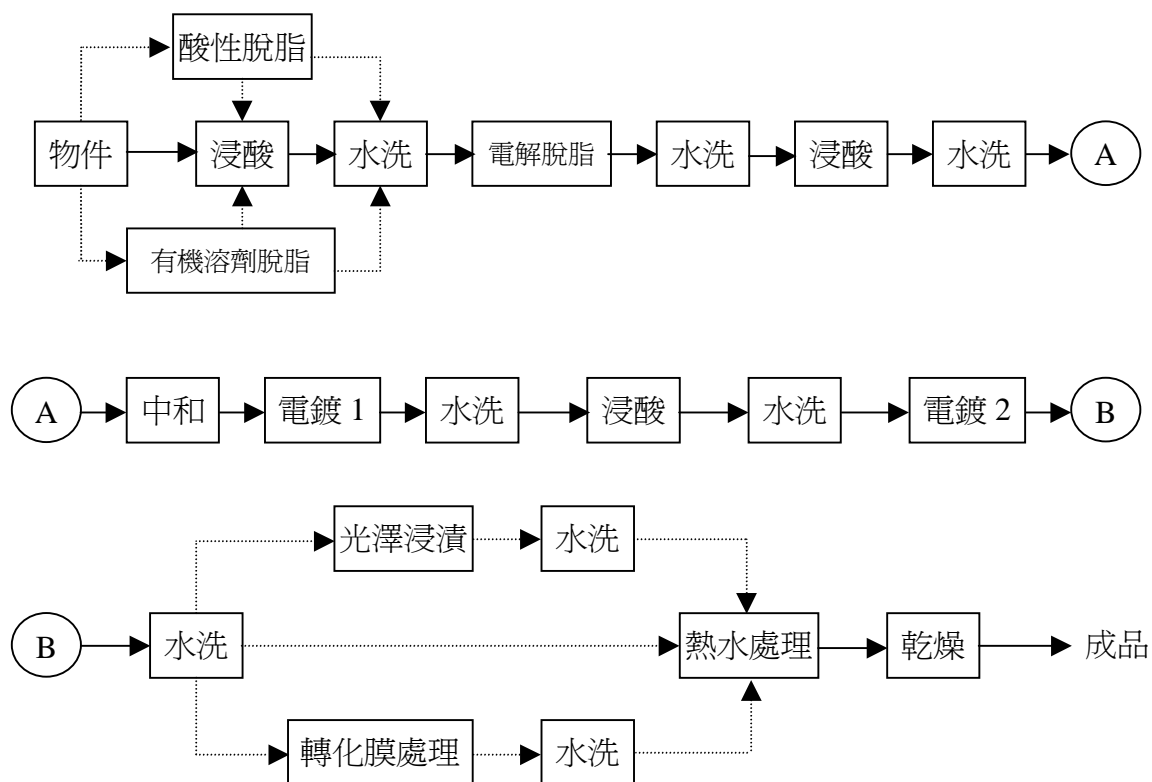 酸性脫脂
物件
浸酸
水洗
電解脫脂
水洗
浸酸
水洗
A
有機溶劑脫脂
A
中和
電鍍 1
水洗
浸酸
水洗
電鍍 2
B
光澤浸漬
水洗
B
水洗
熱水處理
乾燥
成品
轉化膜處理
水洗